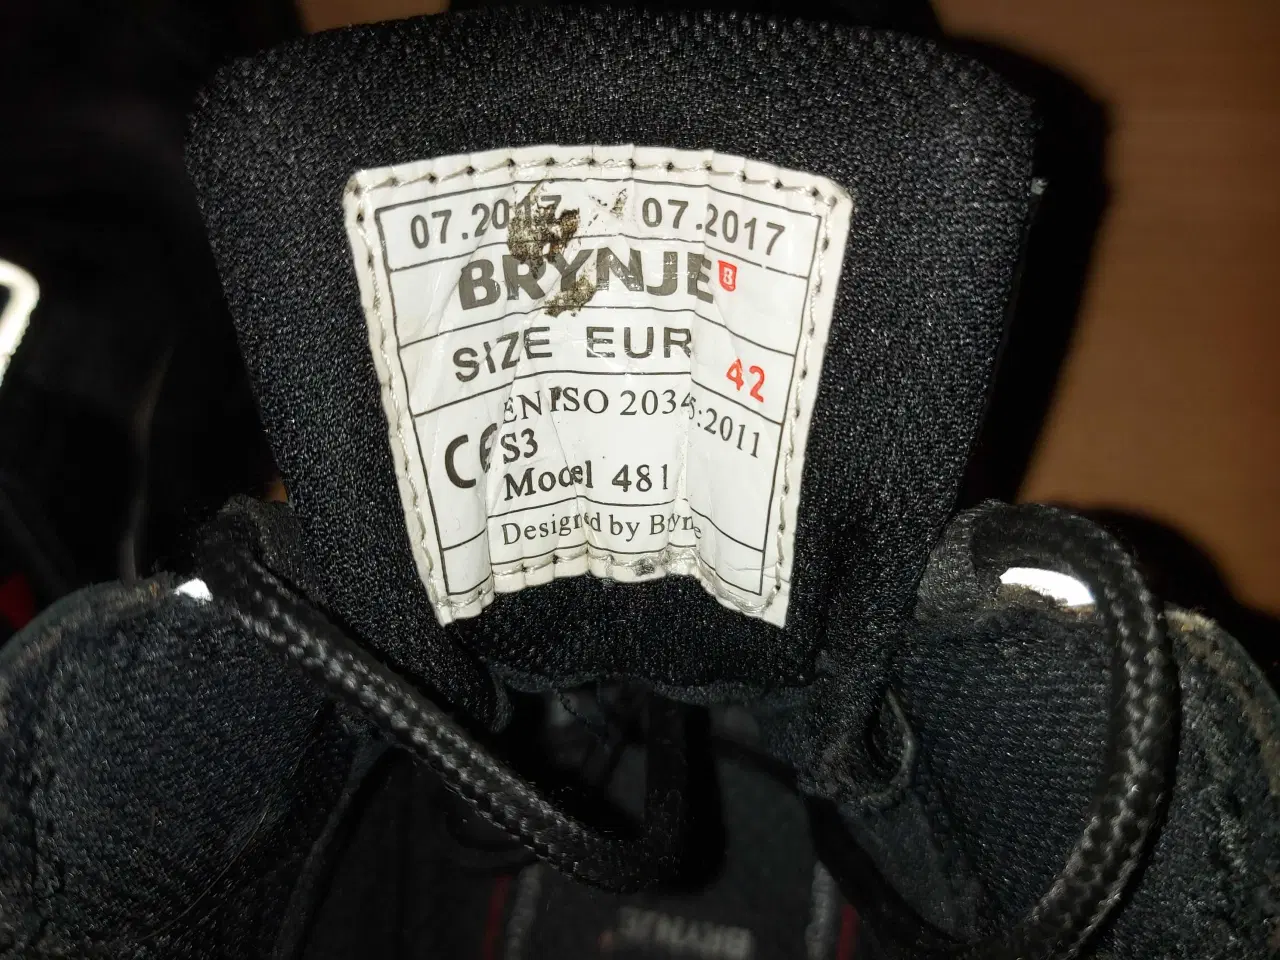 07.2017 07.2017
BRYNJE B
SIZE EUR 42
CE EN ISO 20345:2011
S3
Model 481
Designed by Brynje
BRYNJE